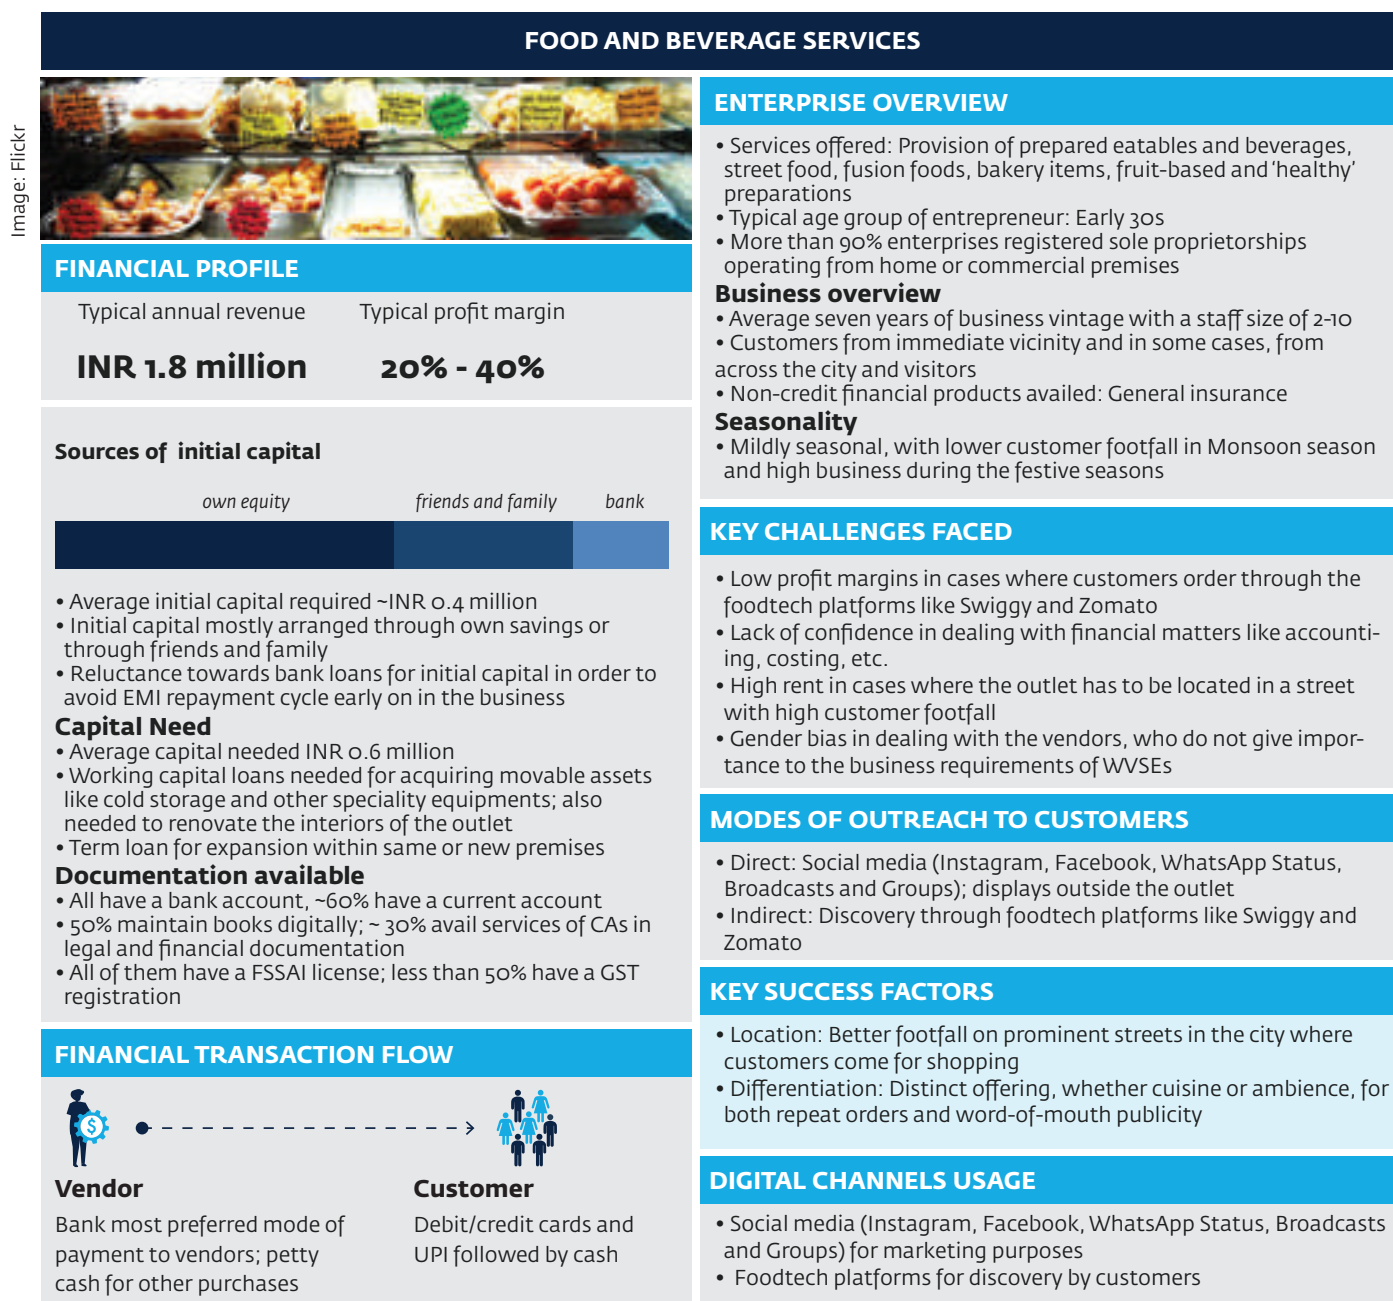 FOOD AND BEVERAGE SERVICES
Image: Flickr
FINANCIAL PROFILE
Typical annual revenue
Typical profit margin
INR 1.8 million
20% - 40%
Sources of initial capital
own equity
friends and family
bank
• Average initial capital required ~INR 0.4 million
• Initial capital mostly arranged through own savings or
through friends and family
• Reluctance towards bank loans for initial capital in order to
avoid EMI repayment cycle early on in the business
Capital Need
• Average capital needed INR 0.6 million
• Working capital loans needed for acquiring movable assets
like cold storage and other speciality equipments; also
needed to renovate the interiors of the outlet
• Term loan for expansion within same or new premises
Documentation available
• All have a bank account, ~60% have a current account
• 50% maintain books digitally; ~ 30% avail services of CAs in
legal and financial documentation
• All of them have a FSSAI license; less than 50% have a GST
registration
FINANCIAL TRANSACTION FLOW
$
Vendor
Bank most preferred mode of
payment to vendors; petty
cash for other purchases
Customer
Debit/credit cards and
UPI followed by cash
ENTERPRISE OVERVIEW
• Services offered: Provision of prepared eatables and beverages,
street food, fusion foods, bakery items, fruit-based and ‘healthy’
preparations
• Typical age group of entrepreneur: Early 30s
• More than 90% enterprises registered sole proprietorships
operating from home or commercial premises
Business overview
• Average seven years of business vintage with a staff size of 2-10
• Customers from immediate vicinity and in some cases, from
across the city and visitors
• Non-credit financial products availed: General insurance
Seasonality
• Mildly seasonal, with lower customer footfall in Monsoon season
and high business during the festive seasons
KEY CHALLENGES FACED
• Low profit margins in cases where customers order through the
foodtech platforms like Swiggy and Zomato
• Lack of confidence in dealing with financial matters like accounti-
ing, costing, etc.
• High rent in cases where the outlet has to be located in a street
with high customer footfall
• Gender bias in dealing with the vendors, who do not give impor-
tance to the business requirements of WVSEs
MODES OF OUTREACH TO CUSTOMERS
• Direct: Social media (Instagram, Facebook, WhatsApp Status,
Broadcasts and Groups); displays outside the outlet
• Indirect: Discovery through foodtech platforms like Swiggy and
Zomato
KEY SUCCESS FACTORS
• Location: Better footfall on prominent streets in the city where
customers come for shopping
• Differentiation: Distinct offering, whether cuisine or ambience, for
both repeat orders and word-of-mouth publicity
DIGITAL CHANNELS USAGE
• Social media (Instagram, Facebook, WhatsApp Status, Broadcasts
and Groups) for marketing purposes
• Foodtech platforms for discovery by customers